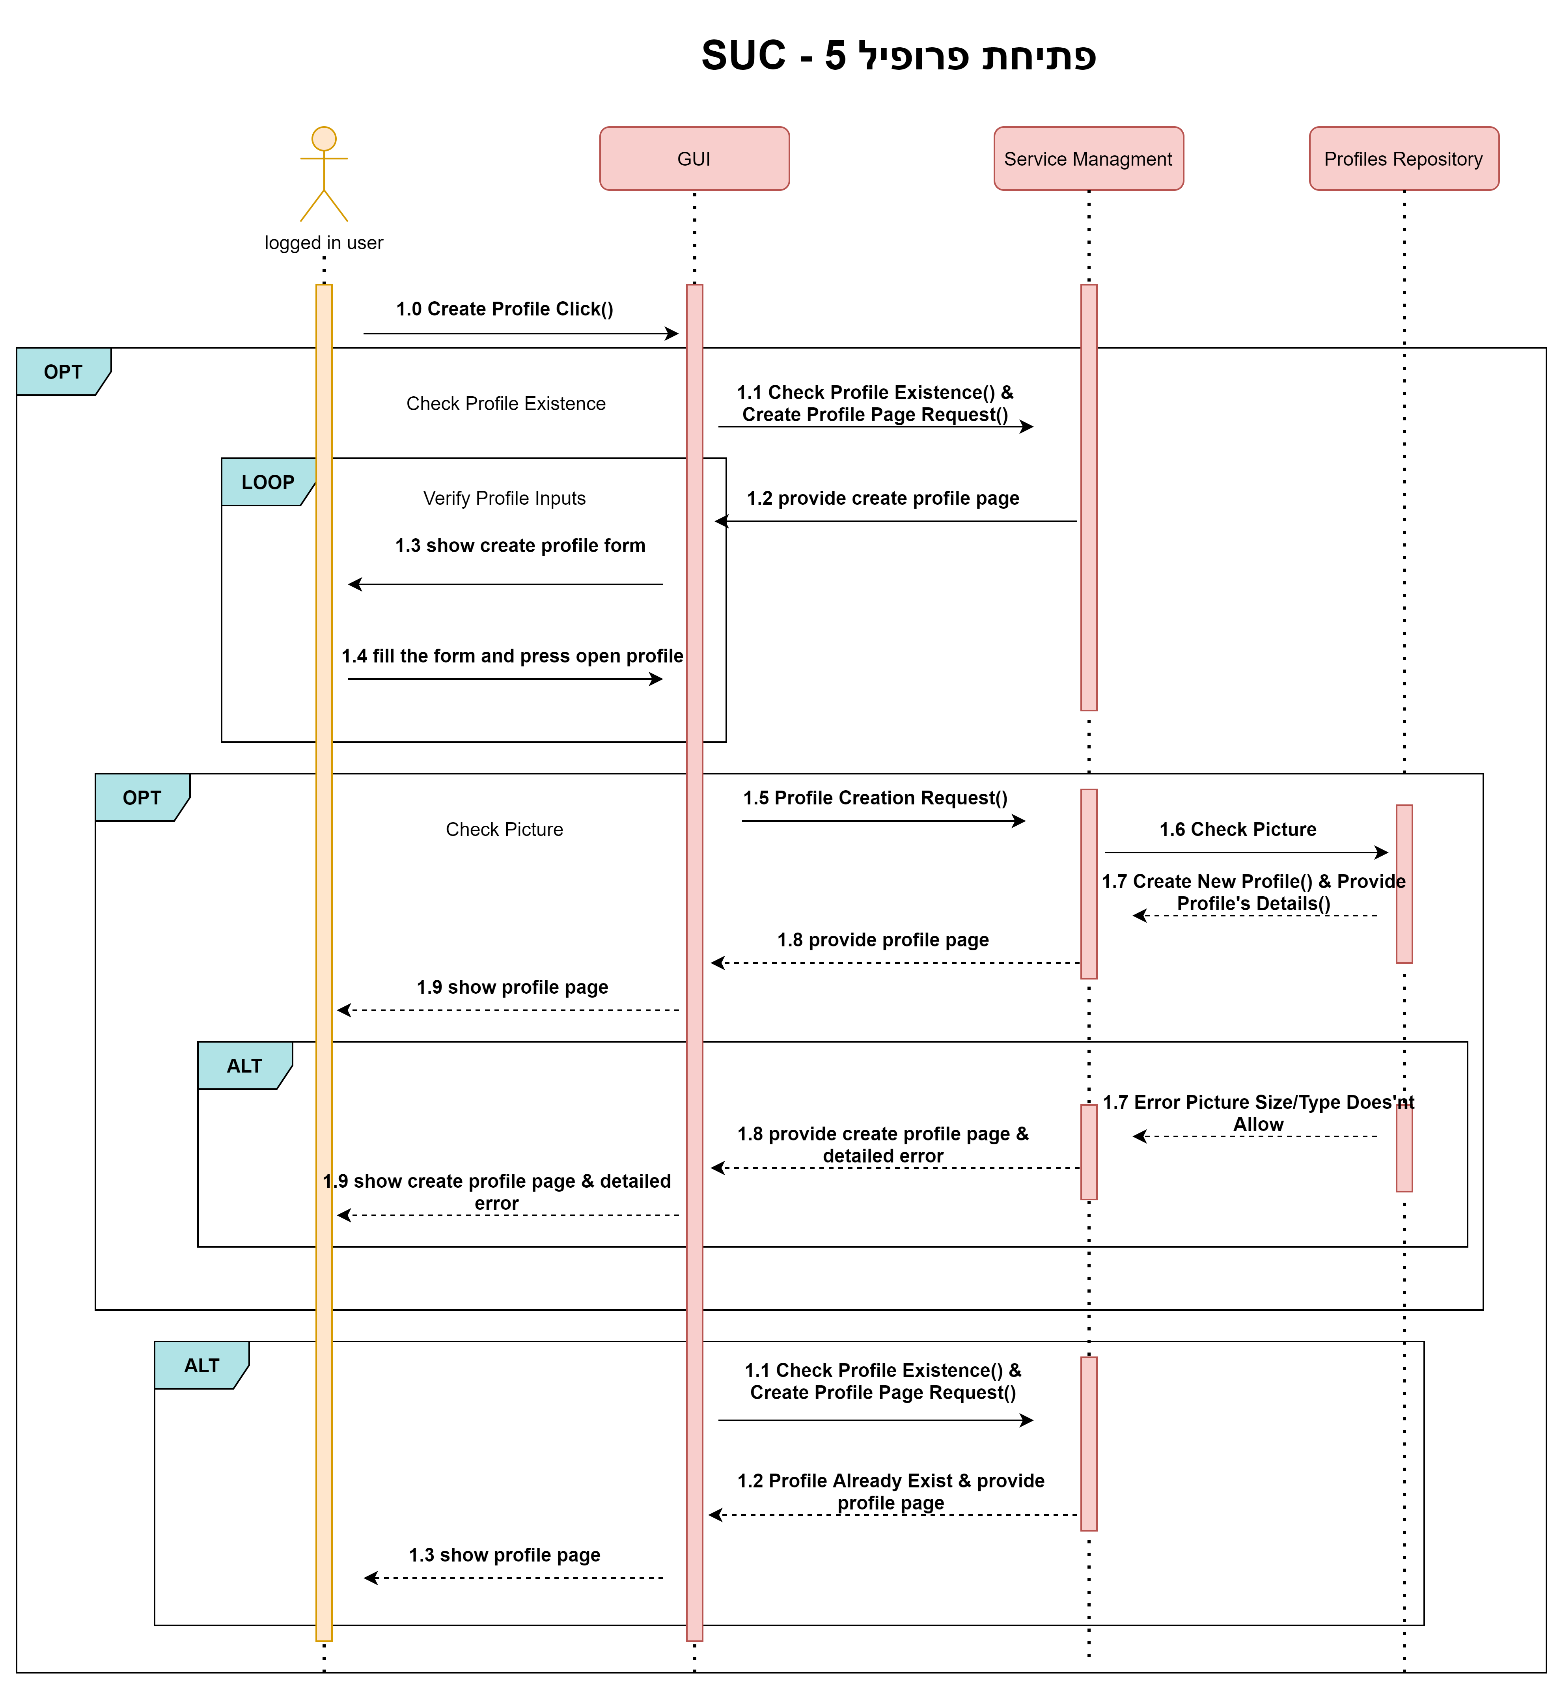 SUC - 5 פתיחת פרופיל
GUI
Service Managment
Profiles Repository
logged in user
1.0 Create Profile Click()
OPT
Check Profile Existence
1.1 Check Profile Existence() &
Create Profile Page Request()
LOOP
Verify Profile Inputs
1.2 provide create profile page
1.3 show create profile form
1.4 fill the form and press open profile
OPT
Check Picture
1.5 Profile Creation Request()
1.6 Check Picture
1.7 Create New Profile() & Provide
Profile's Details()
1.8 provide profile page
1.9 show profile page
ALT
1.7 Error Picture Size/Type Does'nt
Allow
1.8 provide create profile page &
detailed error
1.9 show create profile page & detailed
error
ALT
1.1 Check Profile Existence() &
Create Profile Page Request()
1.2 Profile Already Exist & provide
profile page
1.3 show profile page